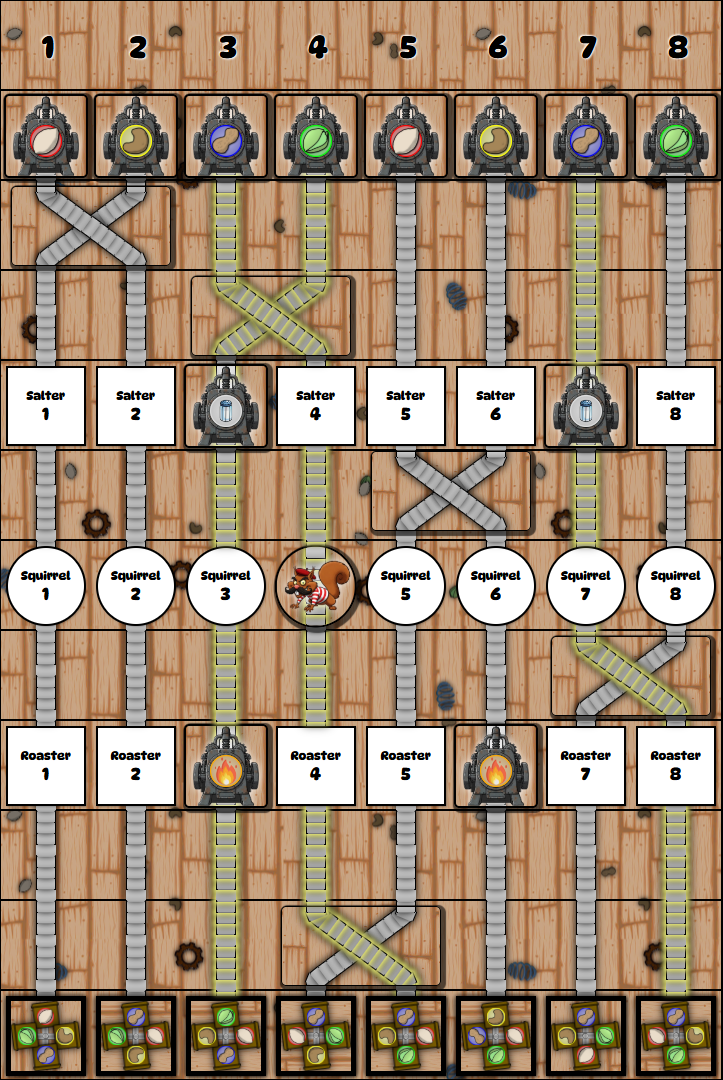 1 2 3 4 5 6 7 8
Salter 1
Salter 2
Salter 4
Salter 5
Salter 6
Salter 8
Squirrel 1
Squirrel 2
Squirrel 3
Squirrel 5
Squirrel 6
Squirrel 7
Squirrel 8
Roaster 1
Roaster 2
Roaster 4
Roaster 5
Roaster 7
Roaster 8